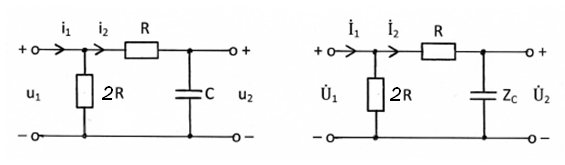 i₁ i₂ R
+ +
u₁ 2R C u₂
− −
İ₁ İ₂ R
+ +
U̇₁ 2R Z_C U̇₂
− −